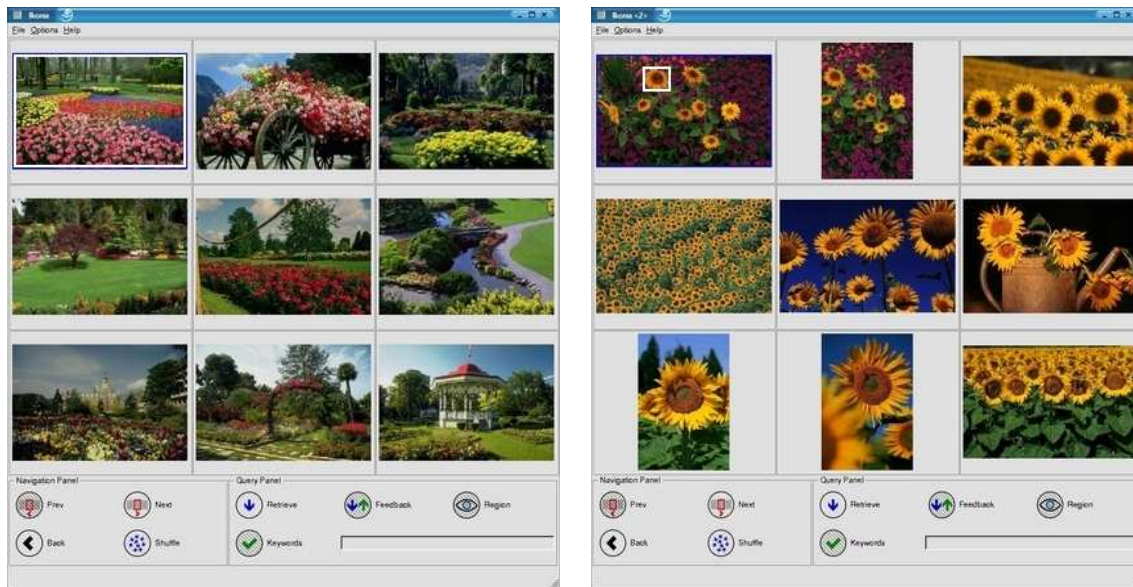 Ikona
File Options Help
Navigation Panel
Prev
Next
Back
Shuffle
Query Panel
Retrieve
Feedback
Region
Keywords
Ikona <2>
File Options Help
Navigation Panel
Prev
Next
Back
Shuffle
Query Panel
Retrieve
Feedback
Region
Keywords